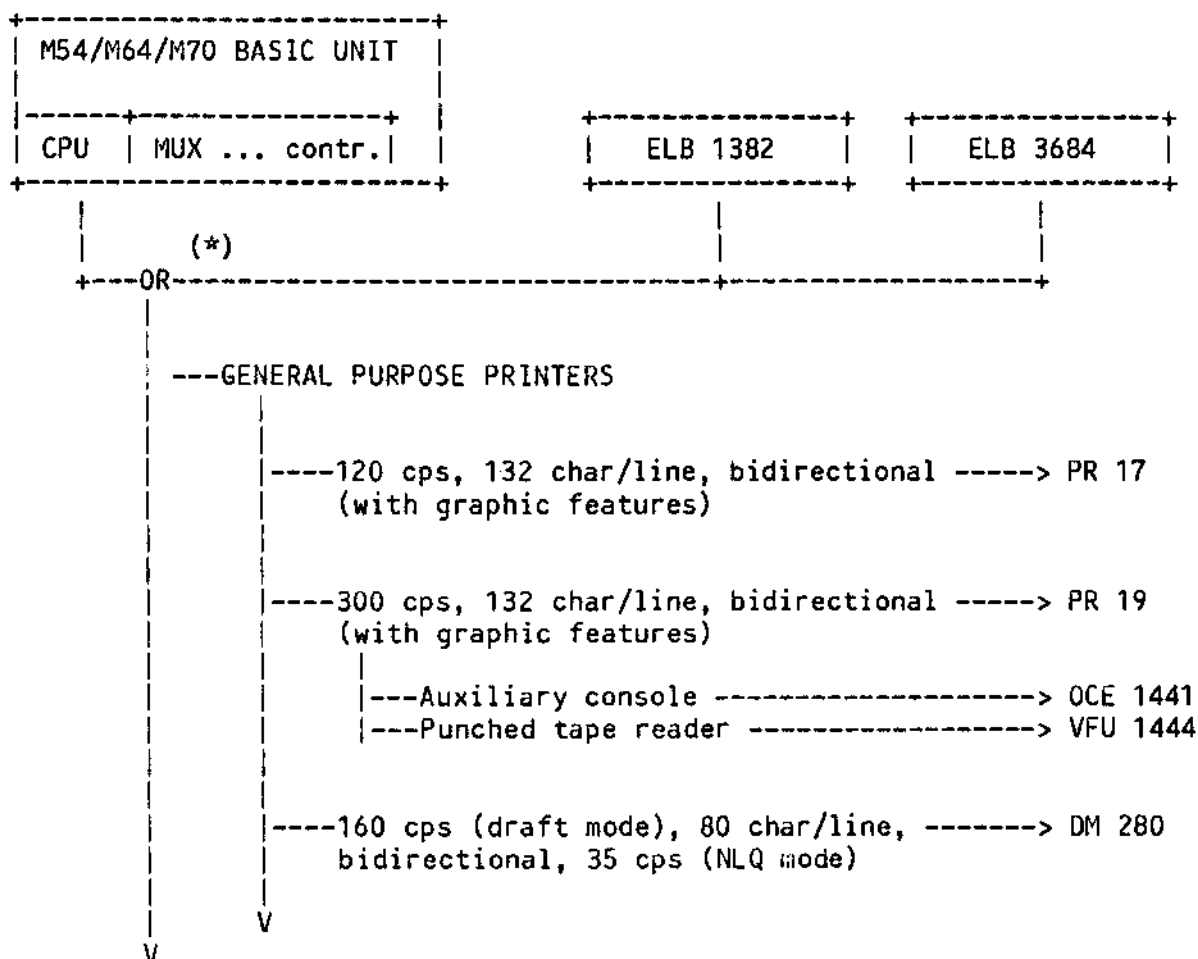 M54/M64/M70 BASIC UNIT
CPU | MUX ... contr.
ELB 1382
ELB 3684
(*)
OR
---GENERAL PURPOSE PRINTERS
----120 cps, 132 char/line, bidirectional -----> PR 17
(with graphic features)
----300 cps, 132 char/line, bidirectional -----> PR 19
(with graphic features)
---Auxiliary console ------------------> OCE 1441
---Punched tape reader ----------------> VFU 1444
----160 cps (draft mode), 80 char/line, -------> DM 280
bidirectional, 35 cps (NLQ mode)
V
V